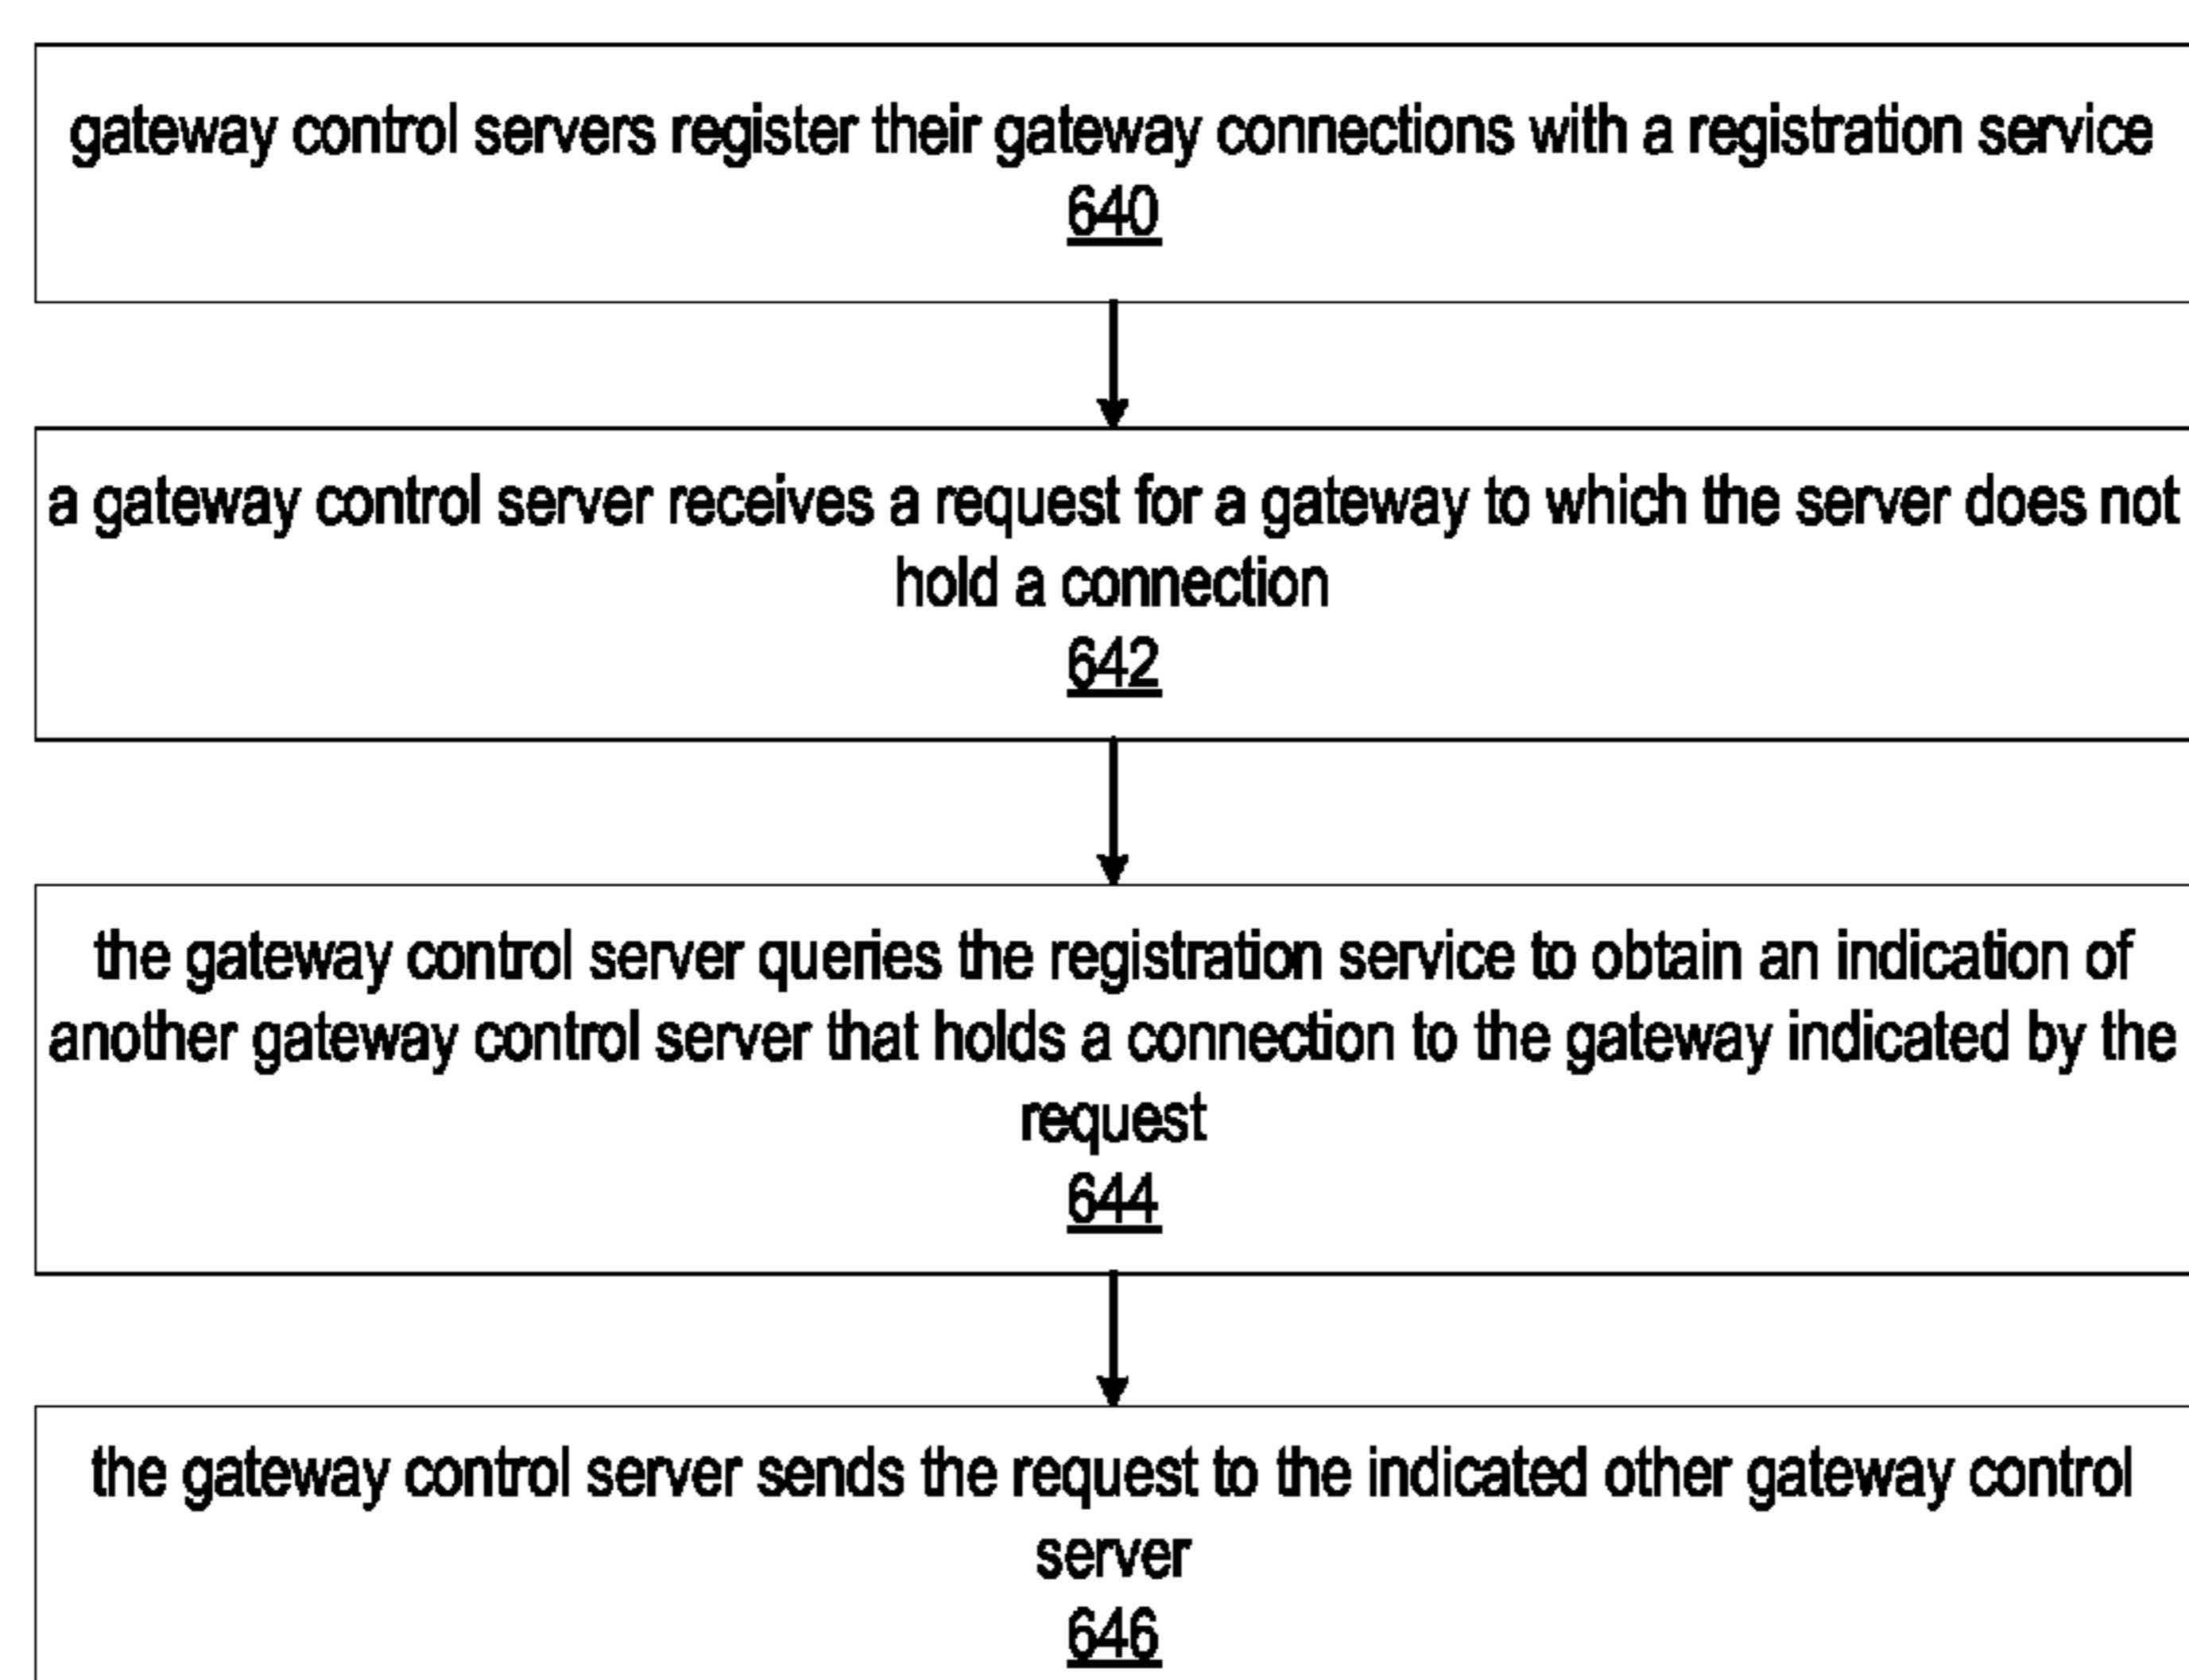 gateway control servers register their gateway connections with a registration service
640
a gateway control server receives a request for a gateway to which the server does not
hold a connection
642
the gateway control server queries the registration service to obtain an indication of
another gateway control server that holds a connection to the gateway indicated by the
request
644
the gateway control server sends the request to the indicated other gateway control
server
646